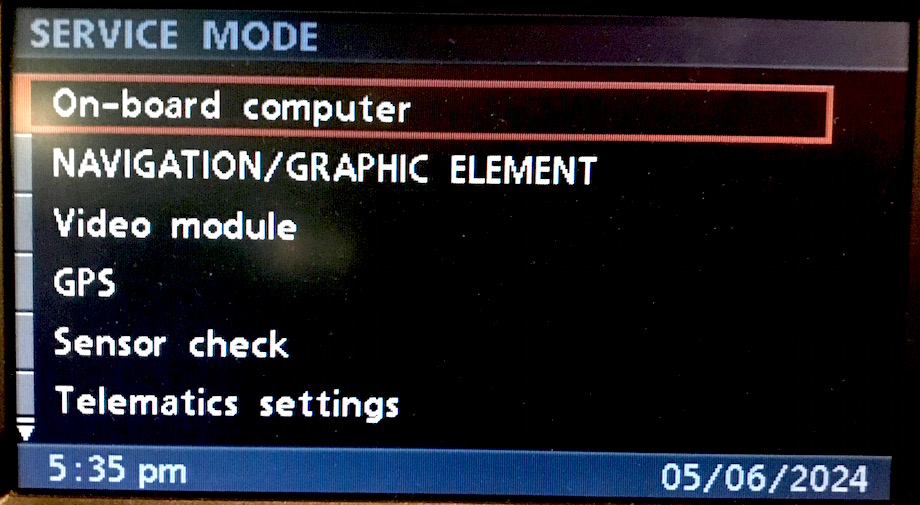 SERVICE MODE
On-board computer
NAVIGATION/GRAPHIC ELEMENT
Video module
GPS
Sensor check
Telematics settings
5:35 pm
05/06/2024